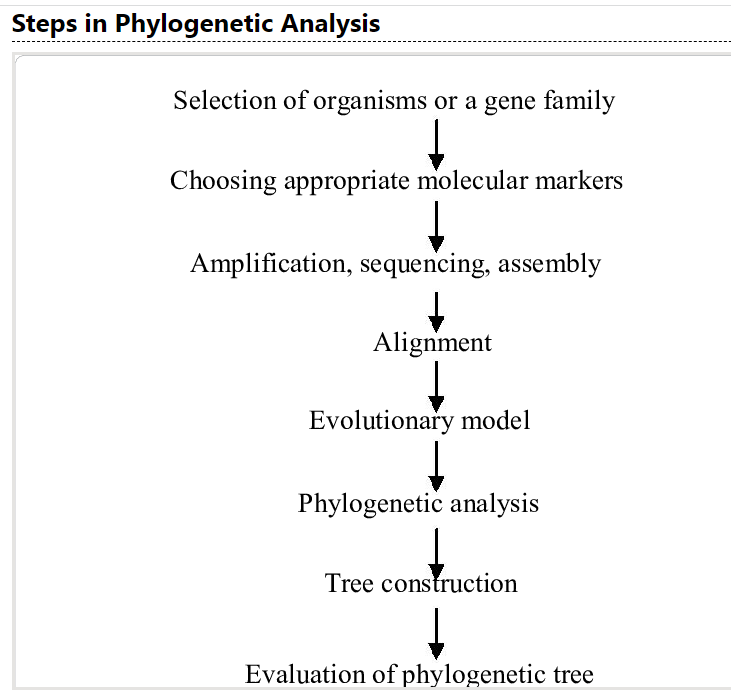 Steps in Phylogenetic Analysis
Selection of organisms or a gene family
Choosing appropriate molecular markers
Amplification, sequencing, assembly
Alignment
Evolutionary model
Phylogenetic analysis
Tree construction
Evaluation of phylogenetic tree